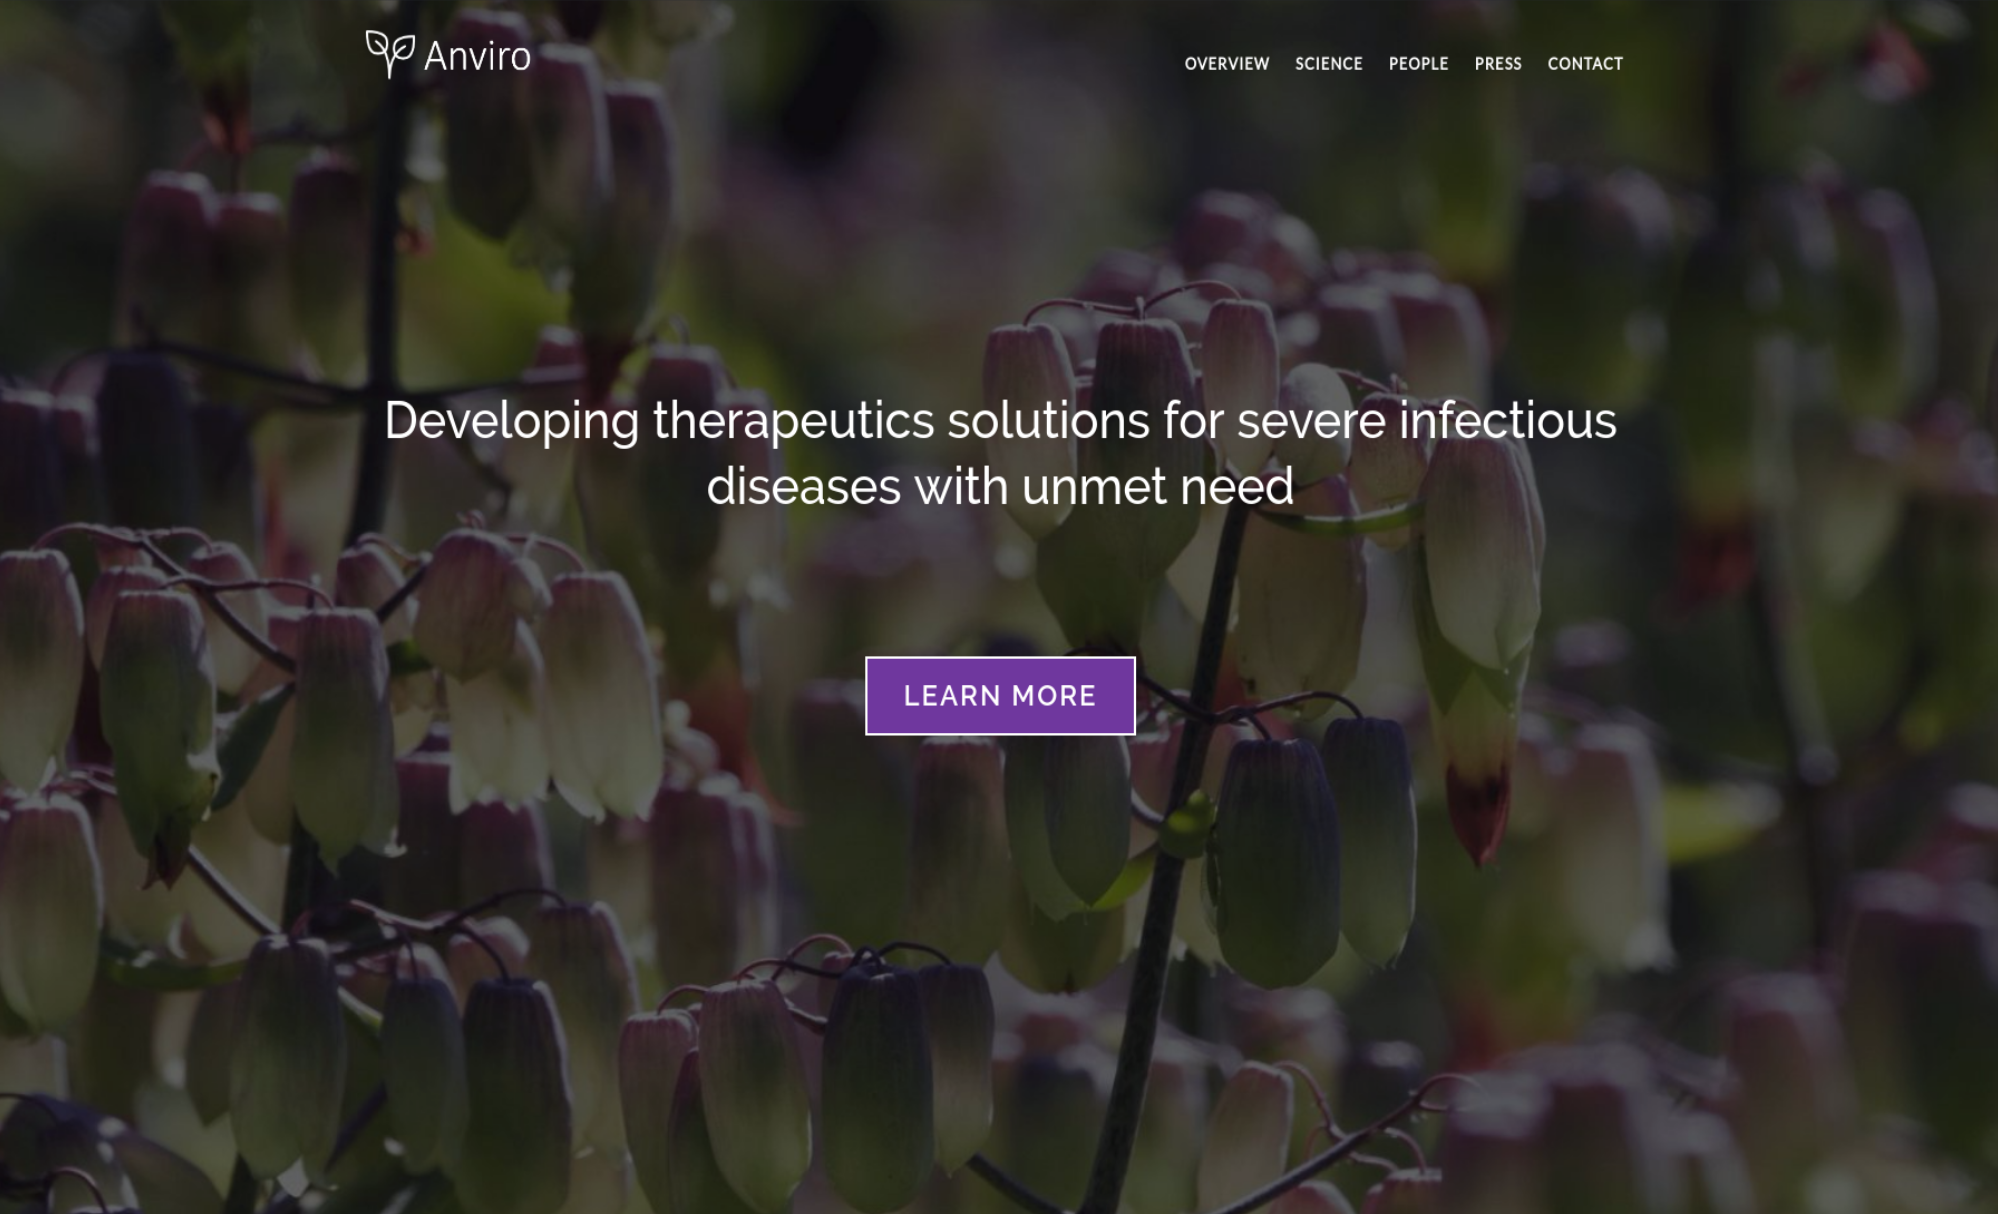 Anviro
OVERVIEW SCIENCE PEOPLE PRESS CONTACT
Developing therapeutics solutions for severe infectious
diseases with unmet need
LEARN MORE